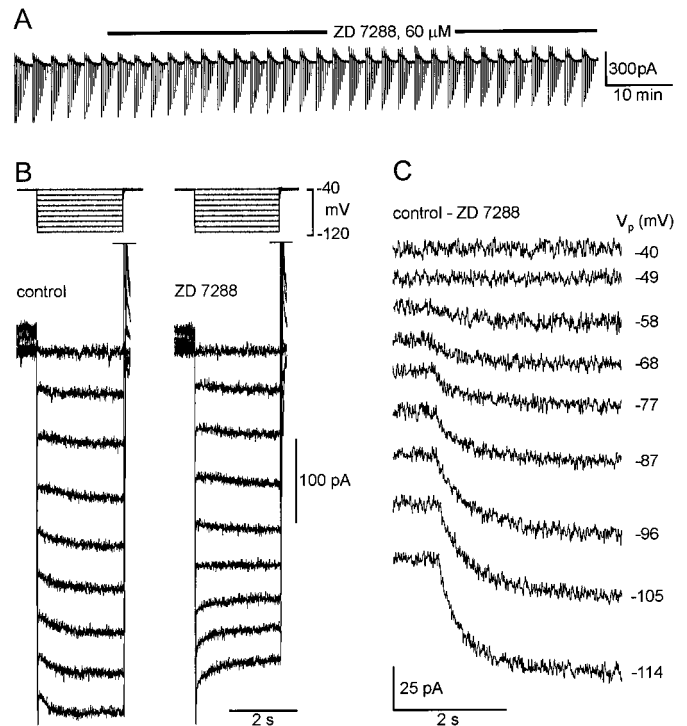 A
ZD 7288, 60 µM
300pA
10 min
B
-40
mV
-120
control
ZD 7288
100 pA
2 s
C
control - ZD 7288
Vp (mV)
-40
-49
-58
-68
-77
-87
-96
-105
-114
25 pA
2 s